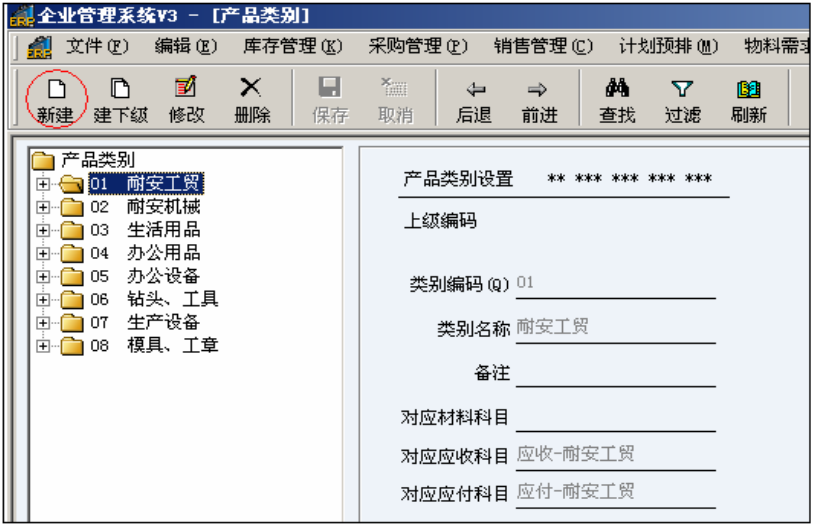 企业管理系统V3 - [产品类别]
文件(F) 编辑(E) 库存管理(K) 采购管理(P) 销售管理(C) 计划预排(M) 物料需求
新建 建下级 修改 删除 保存 取消 后退 前进 查找 过滤 刷新
产品类别
01 耐安工贸
02 耐安机械
03 生活用品
04 办公用品
05 办公设备
06 钻头、工具
07 生产设备
08 模具、工章
产品类别设置 ** *** *** *** ***
上级编码
类别编码(Q) 01
类别名称 耐安工贸
备注
对应材料科目
对应应收科目 应收-耐安工贸
对应应付科目 应付-耐安工贸